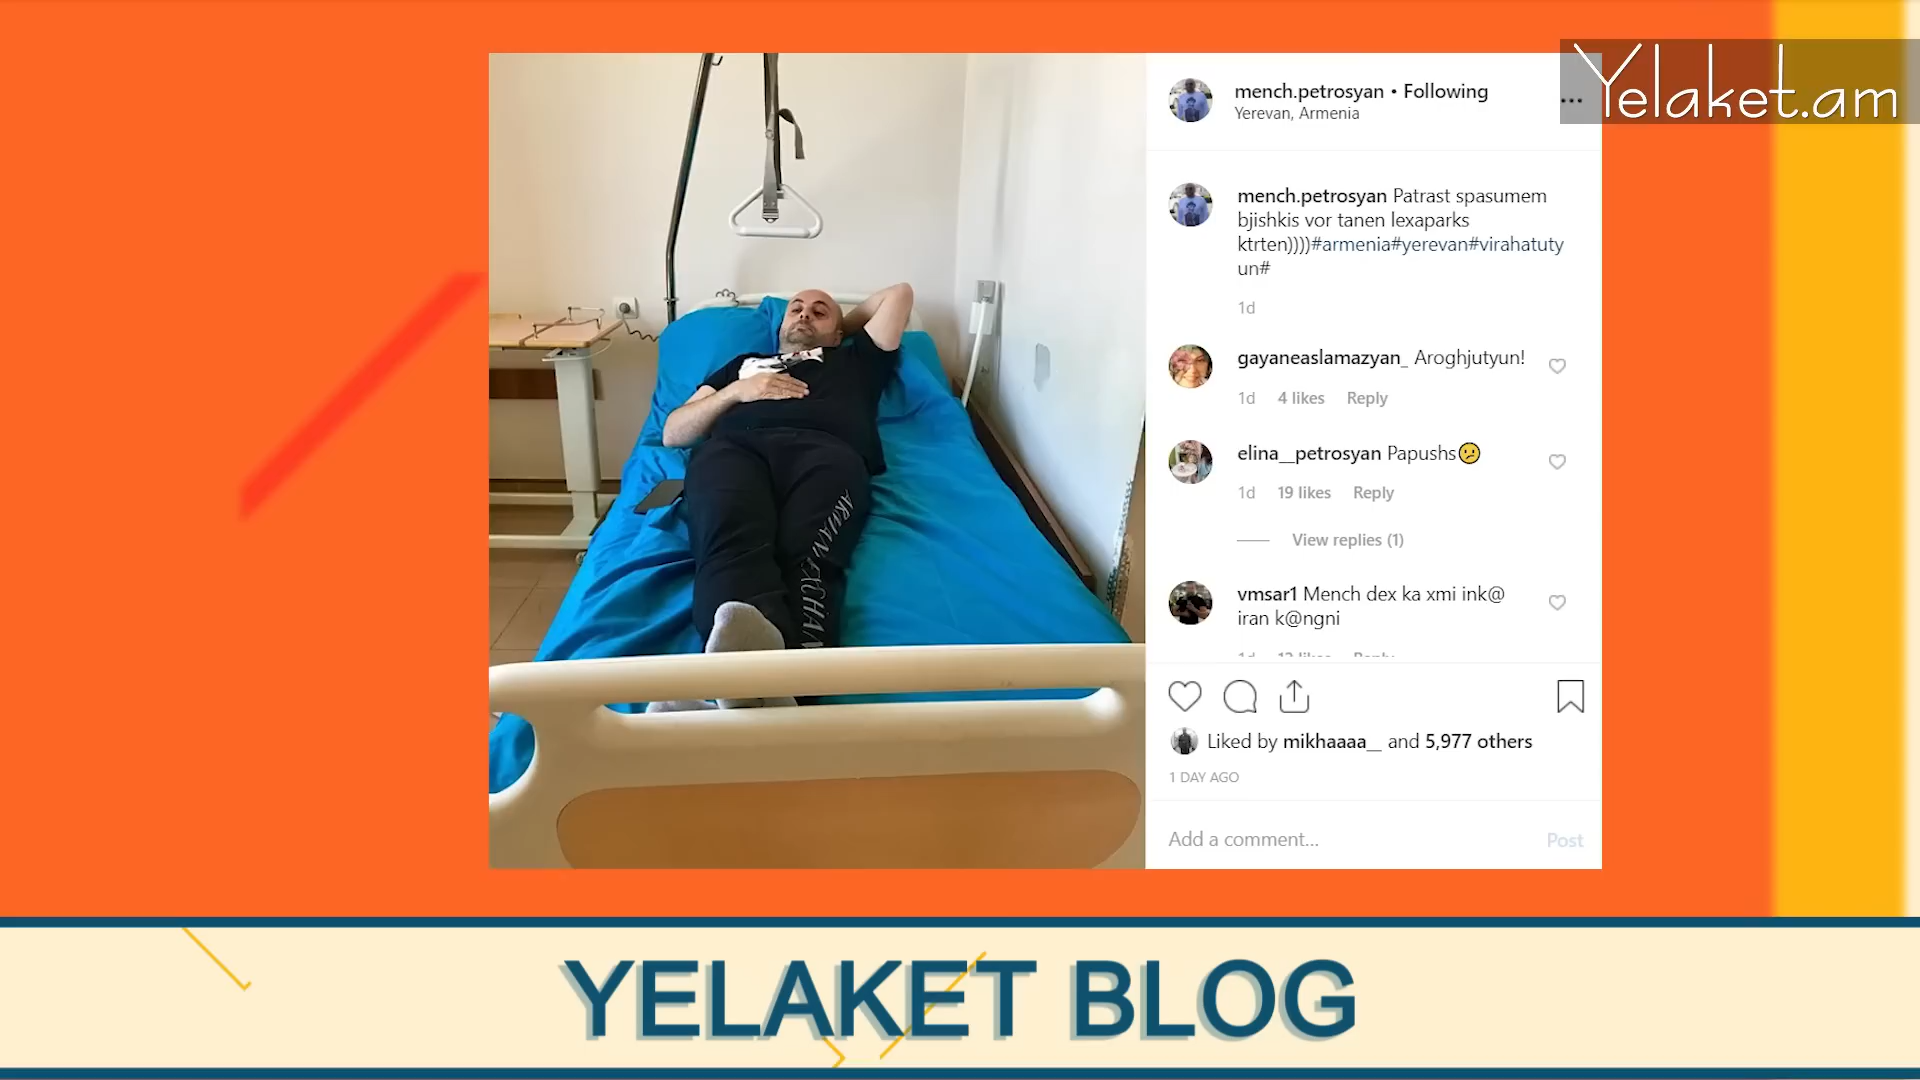 Yelaket.am
mench.petrosyan • Following
Yerevan, Armenia
mench.petrosyan Patrast spasumem
bjishkis vor tanen lexaparks
ktrten))))#armenia#yerevan#virahatuty
un#
1d
gayaneaslamazyan_ Aroghjutyun!
1d 4 likes Reply
elina__petrosyan Papushs😕
1d 19 likes Reply
View replies (1)
vmsar1 Mench dex ka xmi ink@
iran k@ngni
ARMAN EXCHAN
Liked by mikhaaaa__ and 5,977 others
1 DAY AGO
Add a comment... Post
YELAKET BLOG